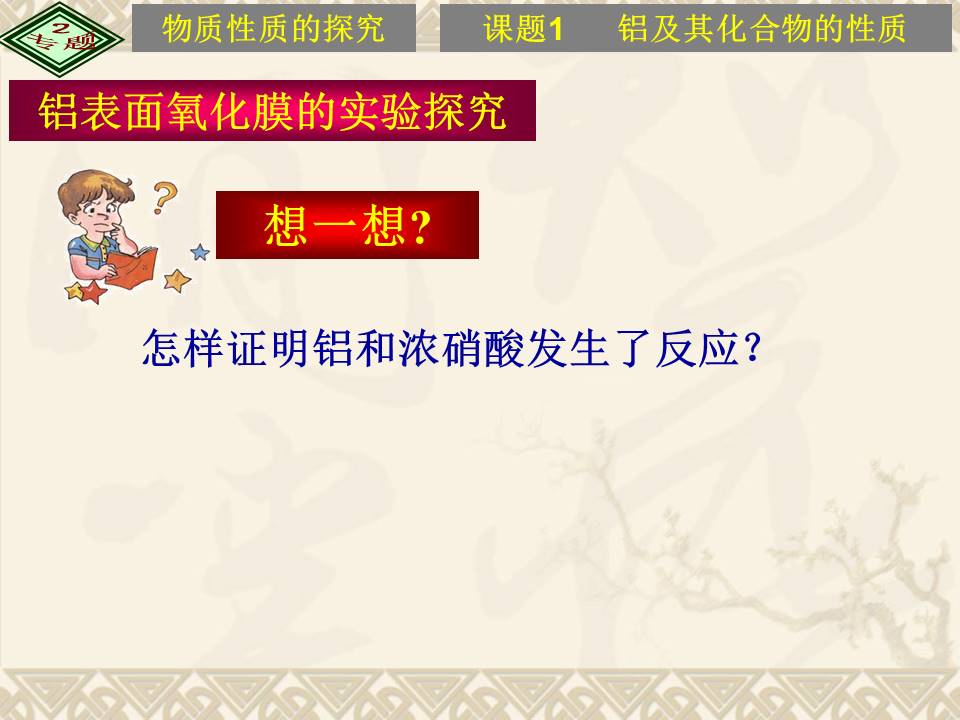 2
专题
物质性质的探究
课题1 铝及其化合物的性质
铝表面氧化膜的实验探究
想一想?
怎样证明铝和浓硝酸发生了反应？